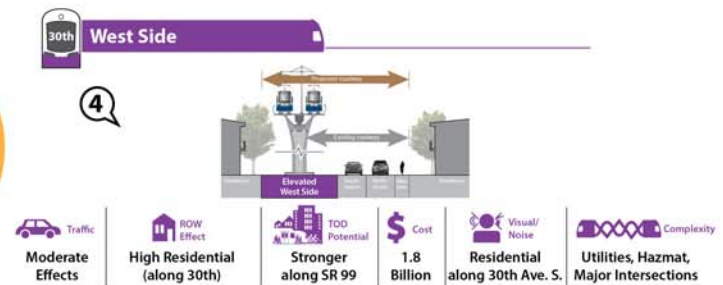 30th West Side
4
Proposed roadway
Existing roadway
Elevated
West Side
Traffic
Moderate
Effects
ROW
Effect
High Residential
(along 30th)
TOD
Potential
Stronger
along SR 99
Cost
1.8
Billion
Visual/
Noise
Residential
along 30th Ave. S.
Complexity
Utilities, Hazmat,
Major Intersections